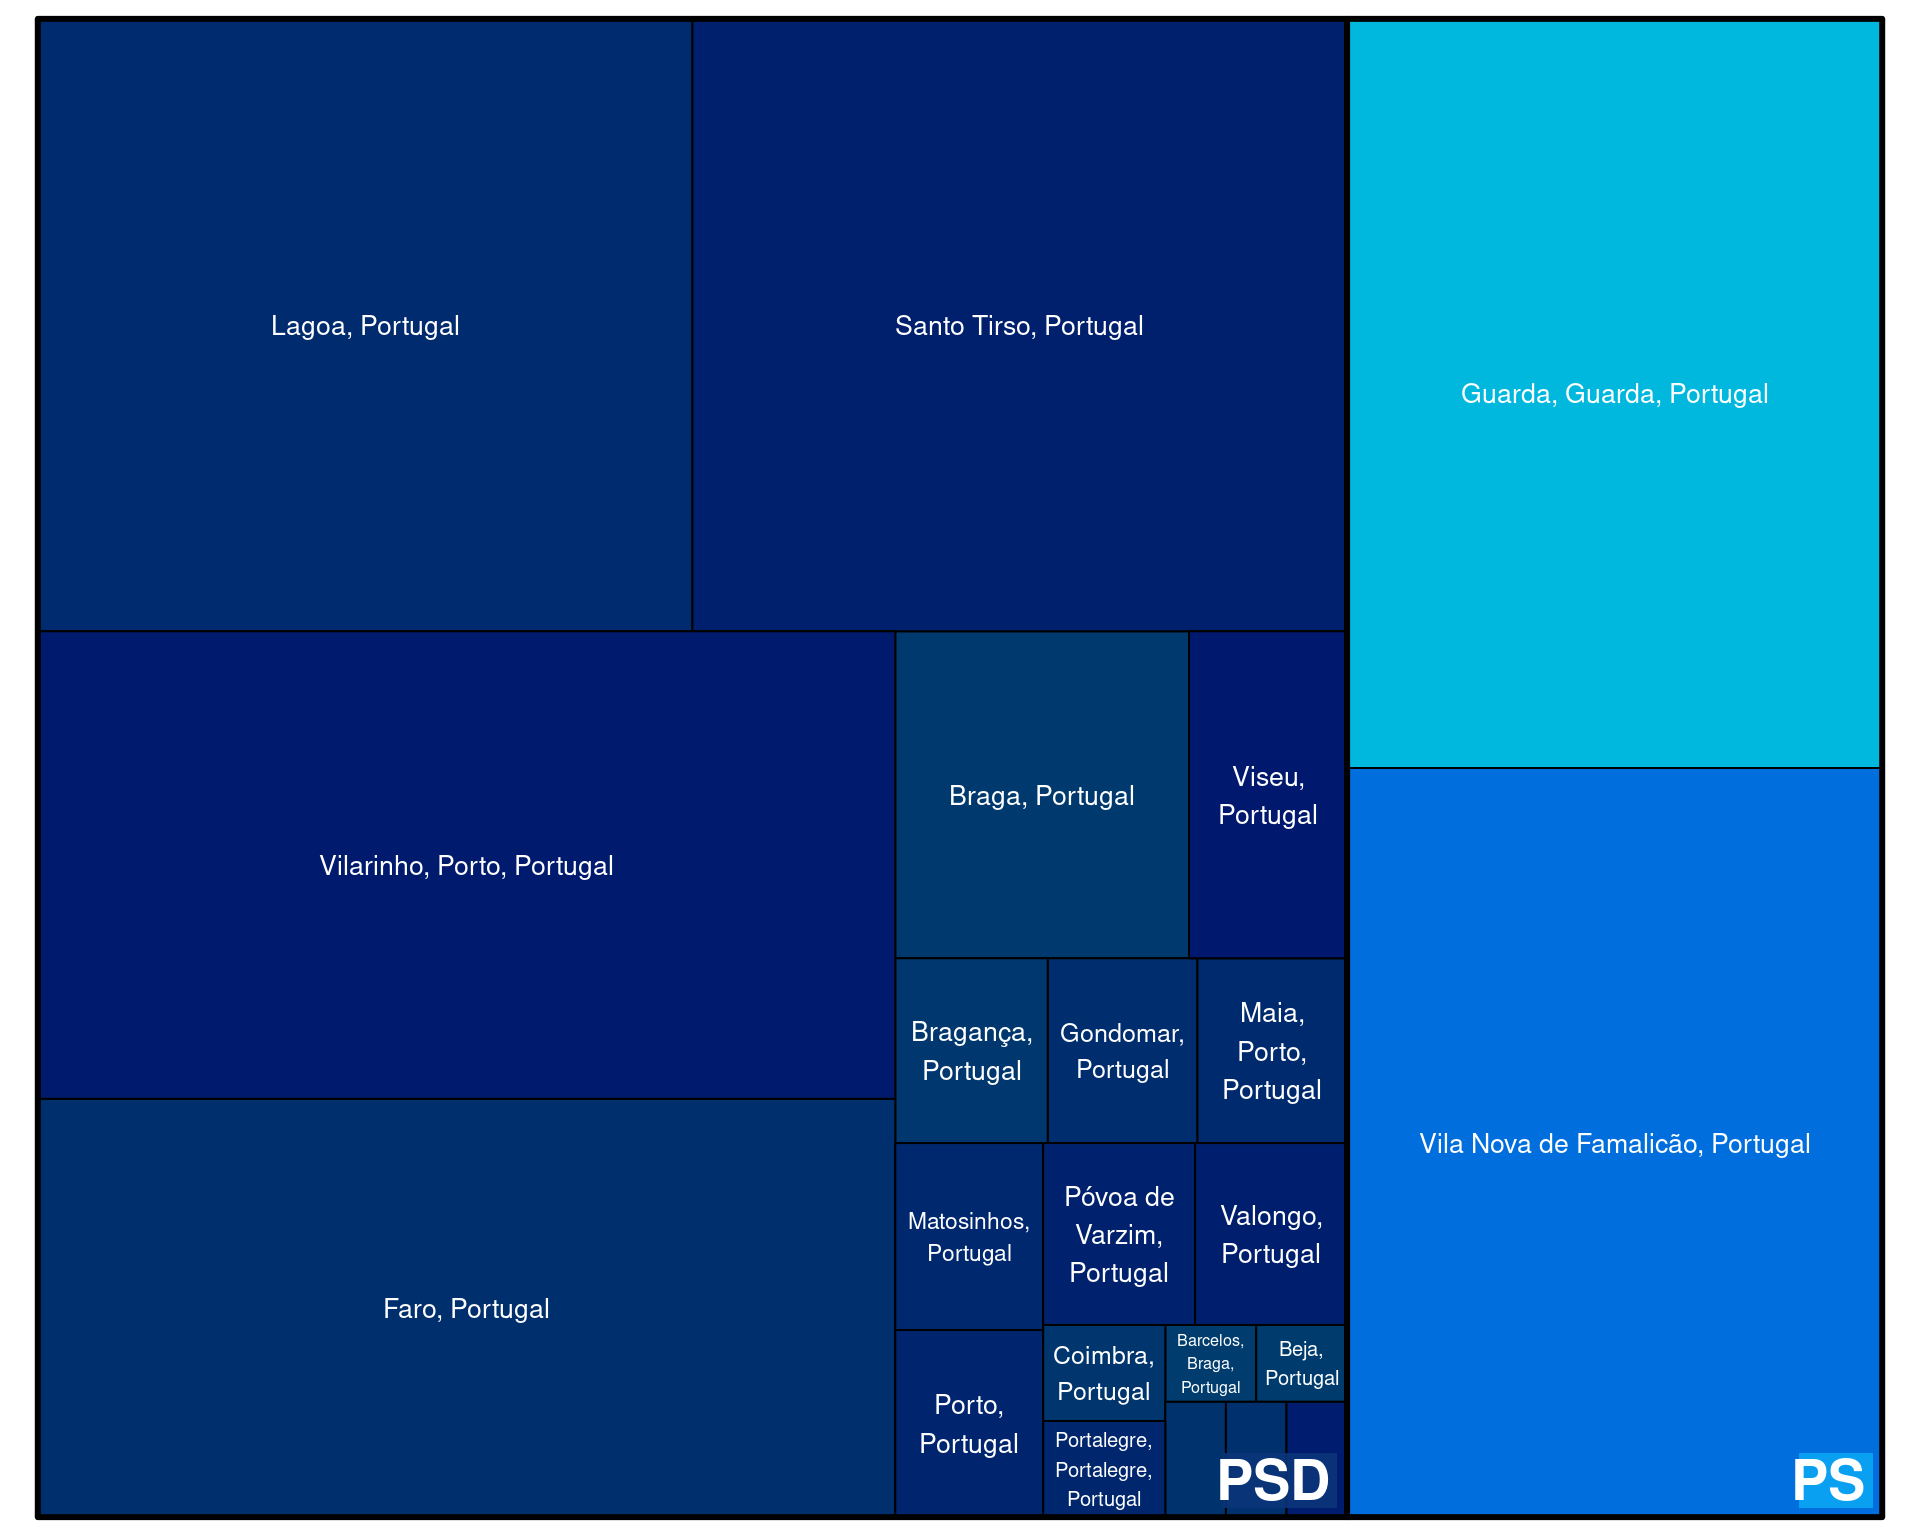 Lagoa, Portugal
Santo Tirso, Portugal
Guarda, Guarda, Portugal
Vilarinho, Porto, Portugal
Braga, Portugal
Viseu,
Portugal
Bragança,
Portugal
Gondomar,
Portugal
Maia,
Porto,
Portugal
Vila Nova de Famalicão, Portugal
Faro, Portugal
Matosinhos,
Portugal
Póvoa de
Varzim,
Portugal
Valongo,
Portugal
Porto,
Portugal
Coimbra,
Portugal
Barcelos,
Braga,
Portugal
Beja,
Portugal
Portalegre,
Portalegre,
Portugal
PSD
PS